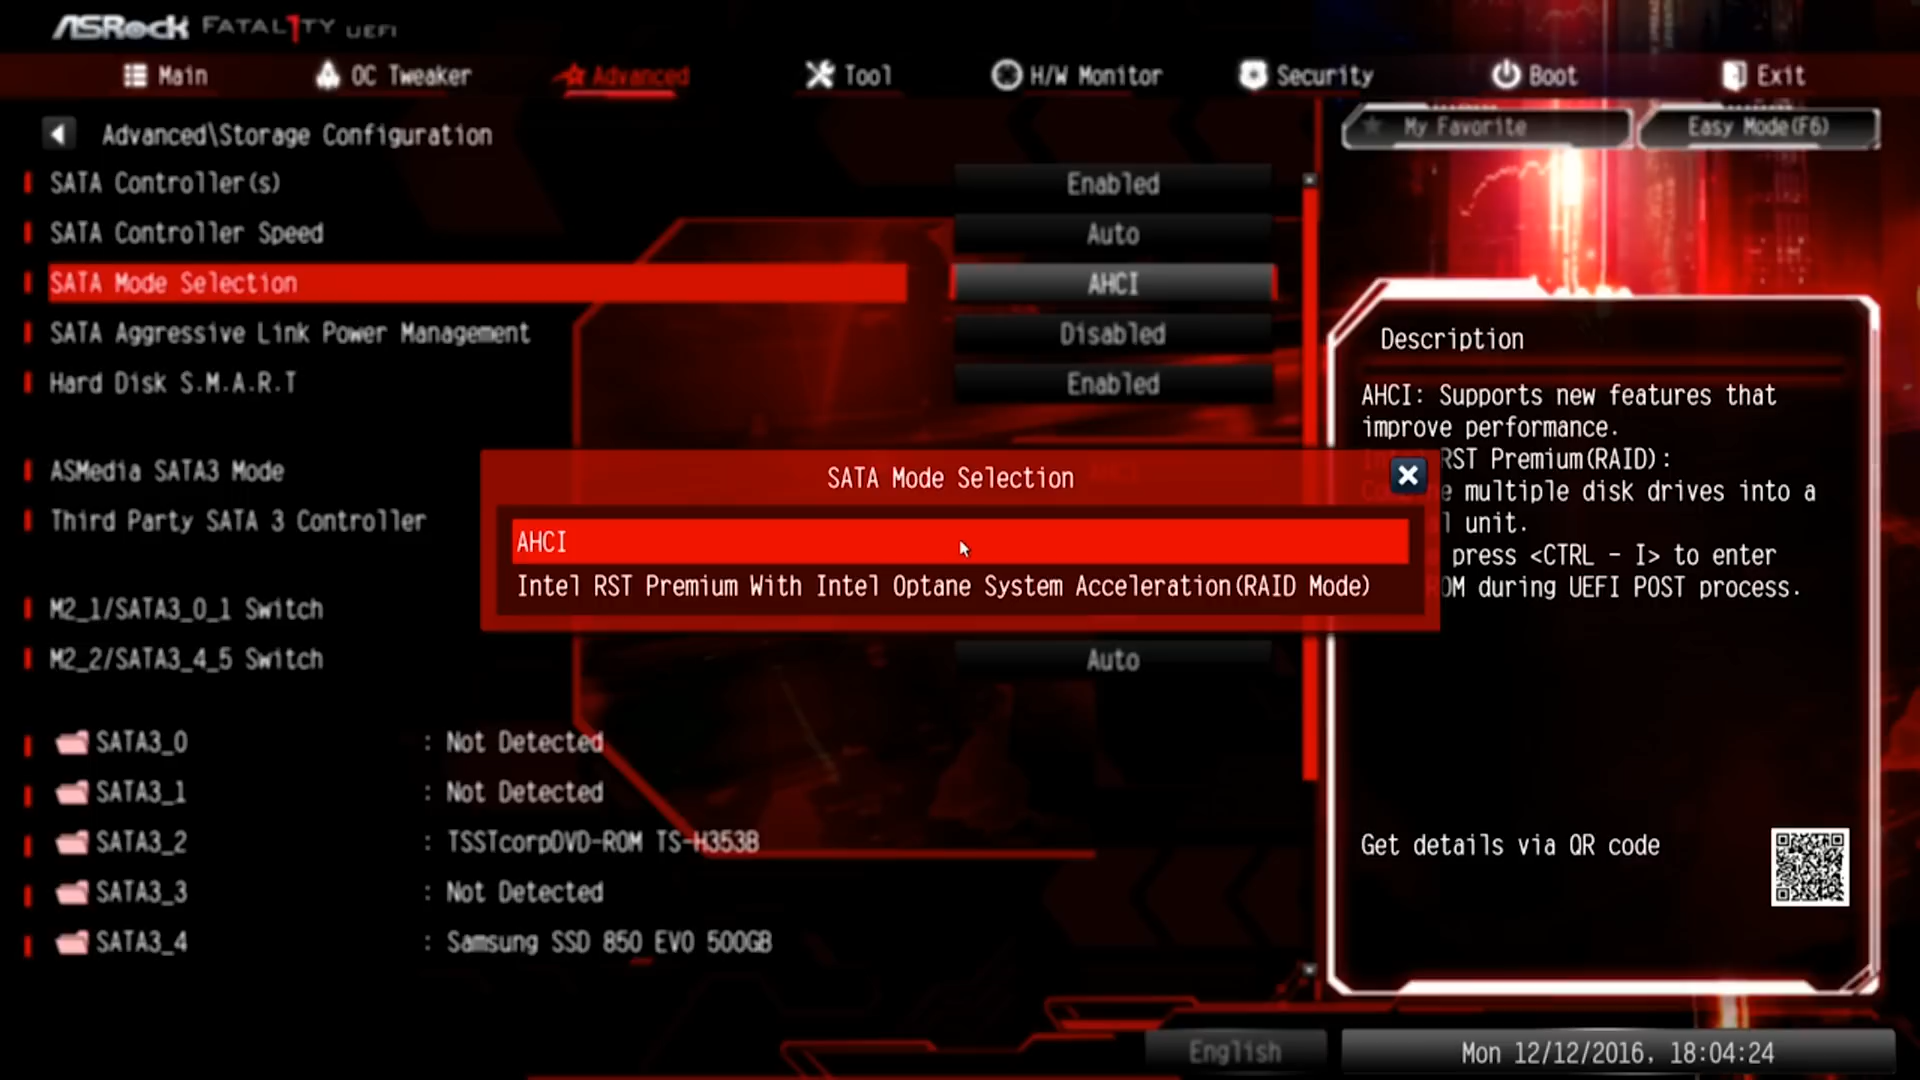 ASRock FATAL1TY UEFI
Main OC Tweaker Advanced Tool H/W Monitor Security Boot Exit
My Favorite Easy Mode(F6)
Advanced\Storage Configuration
SATA Controller(s) Enabled
SATA Controller Speed Auto
SATA Mode Selection AHCI
SATA Aggressive Link Power Management Disabled
Hard Disk S.M.A.R.T Enabled
ASMedia SATA3 Mode AHCI
Third Party SATA 3 Controller
M2_1/SATA3_0_1 Switch
M2_2/SATA3_4_5 Switch Auto
SATA3_0 : Not Detected
SATA3_1 : Not Detected
SATA3_2 : TSSTcorpDVD-ROM TS-H353B
SATA3_3 : Not Detected
SATA3_4 : Samsung SSD 850 EVO 500GB
SATA Mode Selection
AHCI
Intel RST Premium With Intel Optane System Acceleration(RAID Mode)
Description
AHCI: Supports new features that
improve performance.
RST Premium(RAID):
multiple disk drives into a
unit.
press <CTRL - I> to enter
during UEFI POST process.
Get details via QR code
English
Mon 12/12/2016, 18:04:24